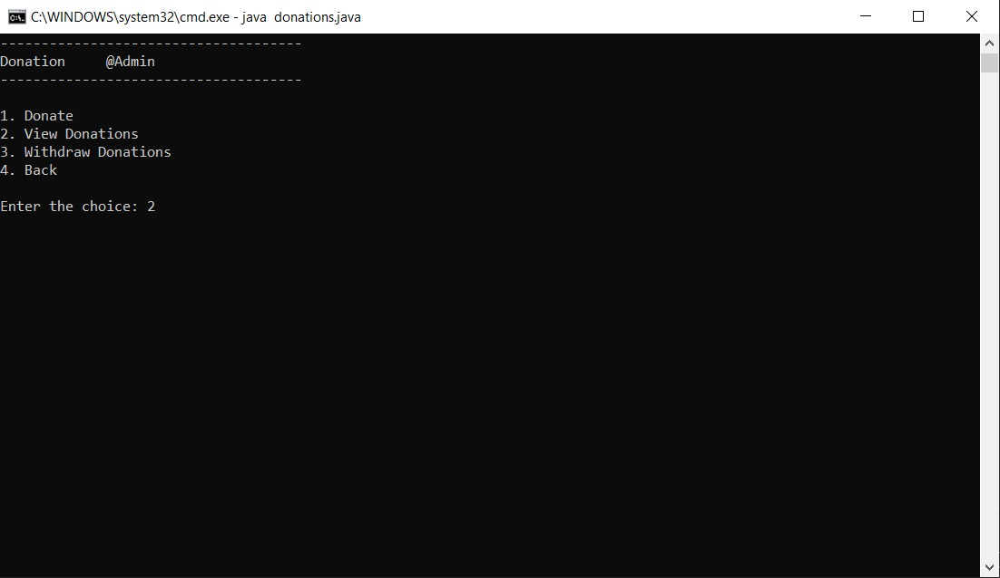 C:\WINDOWS\system32\cmd.exe - java  donations.java
-------------------------------------
Donation     @Admin
-------------------------------------
1. Donate
2. View Donations
3. Withdraw Donations
4. Back
Enter the choice: 2